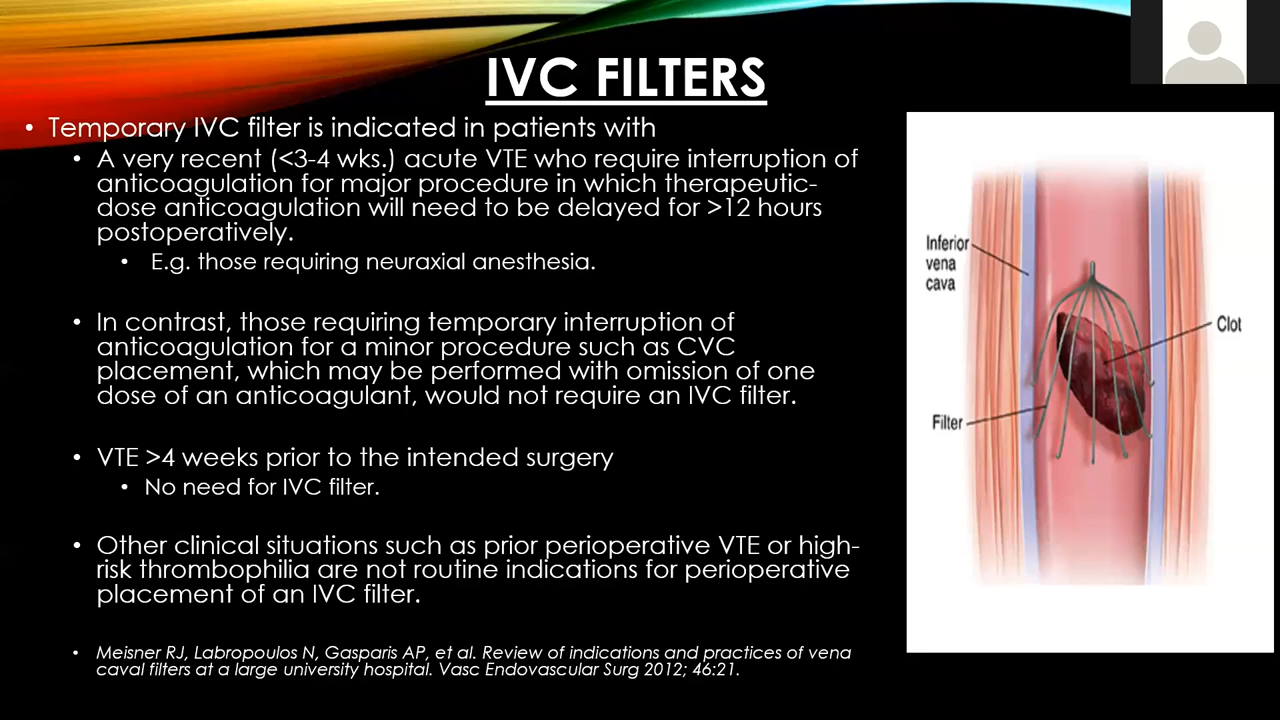 IVC FILTERS
• Temporary IVC filter is indicated in patients with
• A very recent (<3-4 wks.) acute VTE who require interruption of
anticoagulation for major procedure in which therapeutic-
dose anticoagulation will need to be delayed for >12 hours
postoperatively.
• E.g. those requiring neuraxial anesthesia.
• In contrast, those requiring temporary interruption of
anticoagulation for a minor procedure such as CVC
placement, which may be performed with omission of one
dose of an anticoagulant, would not require an IVC filter.
• VTE >4 weeks prior to the intended surgery
• No need for IVC filter.
• Other clinical situations such as prior perioperative VTE or high-
risk thrombophilia are not routine indications for perioperative
placement of an IVC filter.
• Meisner RJ, Labropoulos N, Gasparis AP, et al. Review of indications and practices of vena
caval filters at a large university hospital. Vasc Endovascular Surg 2012; 46:21.
Inferior
vena
cava
Clot
Filter